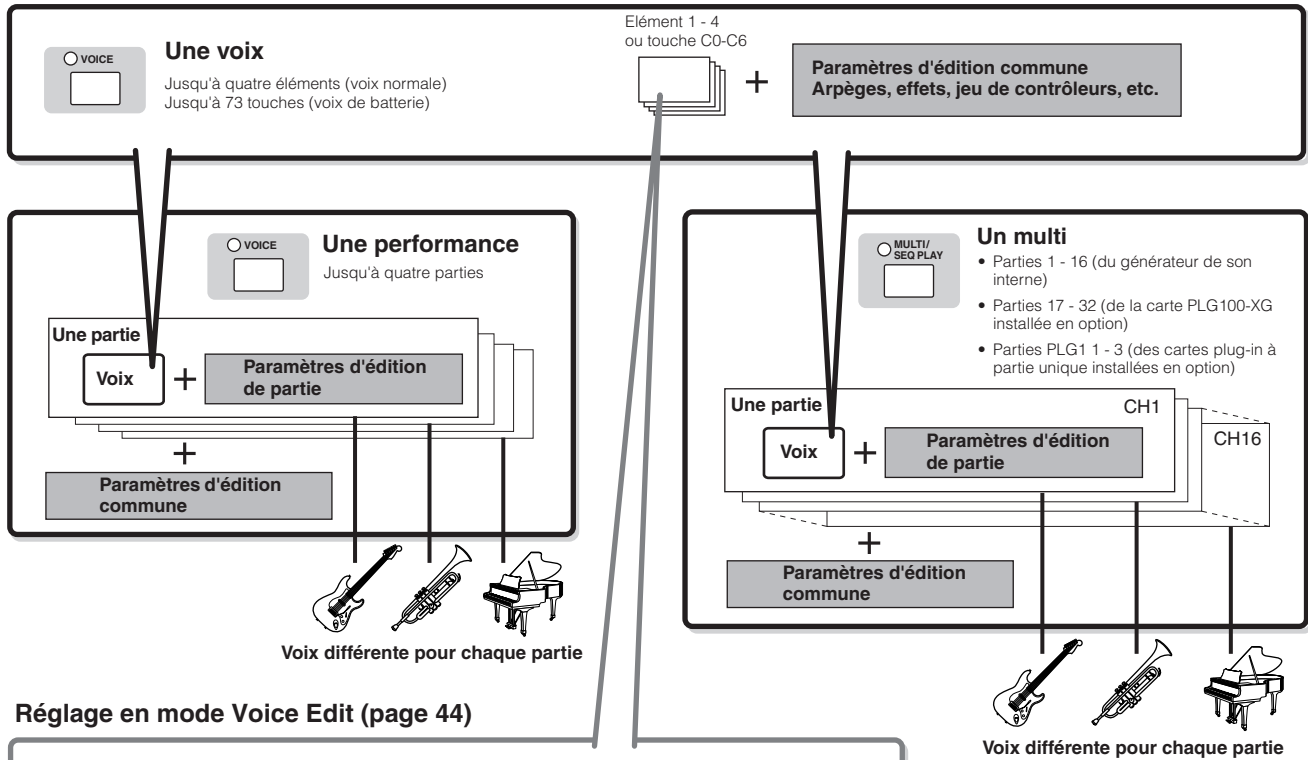 VOICE
Une voix
Jusqu'à quatre éléments (voix normale)
Jusqu'à 73 touches (voix de batterie)
Elément 1 - 4
ou touche C0-C6
+
Paramètres d'édition commune
Arpèges, effets, jeu de contrôleurs, etc.
VOICE
Une performance
Jusqu'à quatre parties
Une partie
Voix
+
Paramètres d'édition
de partie
+
Paramètres d'édition
commune
Voix différente pour chaque partie
MULTI/
SEQ PLAY
Un multi
• Parties 1 - 16 (du générateur de son
interne)
• Parties 17 - 32 (de la carte PLG100-XG
installée en option)
• Parties PLG1 1 - 3 (des cartes plug-in à
partie unique installées en option)
Une partie
CH1
CH16
Voix
+
Paramètres d'édition
de partie
+
Paramètres d'édition
commune
Voix différente pour chaque partie
Réglage en mode Voice Edit (page 44)